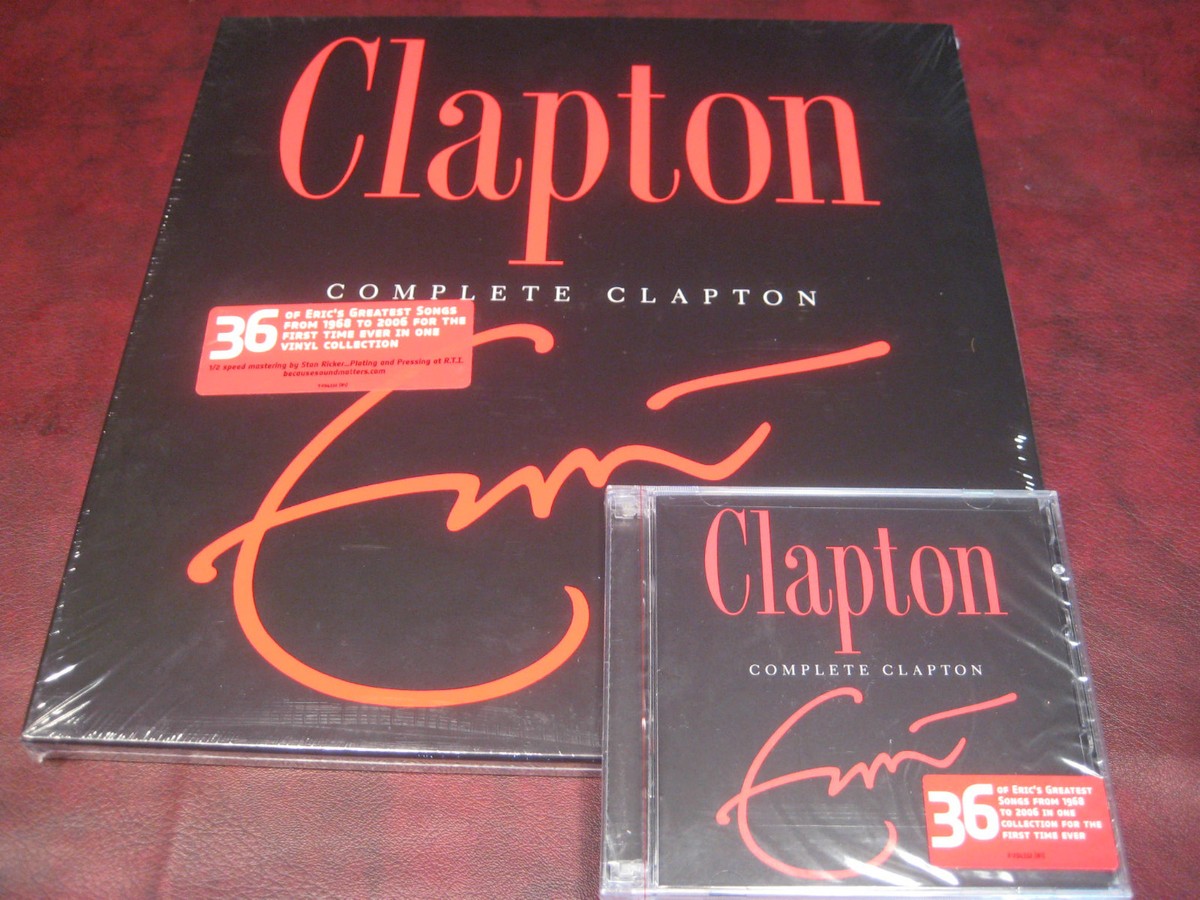 Clapton
COMPLETE CLAPTON
36
OF ERIC'S GREATEST SONGS
FROM 1968 TO 2006 FOR THE
FIRST TIME EVER IN ONE
VINYL COLLECTION
1/2 speed mastering by Stan Ricker...Plating and Pressing at R.T.I.
becausesoundmatters.com
Eric
Clapton
COMPLETE CLAPTON
Eric
36
OF ERIC'S GREATEST
SONGS FROM 1968
TO 2006 IN ONE
COLLECTION FOR THE
FIRST TIME EVER